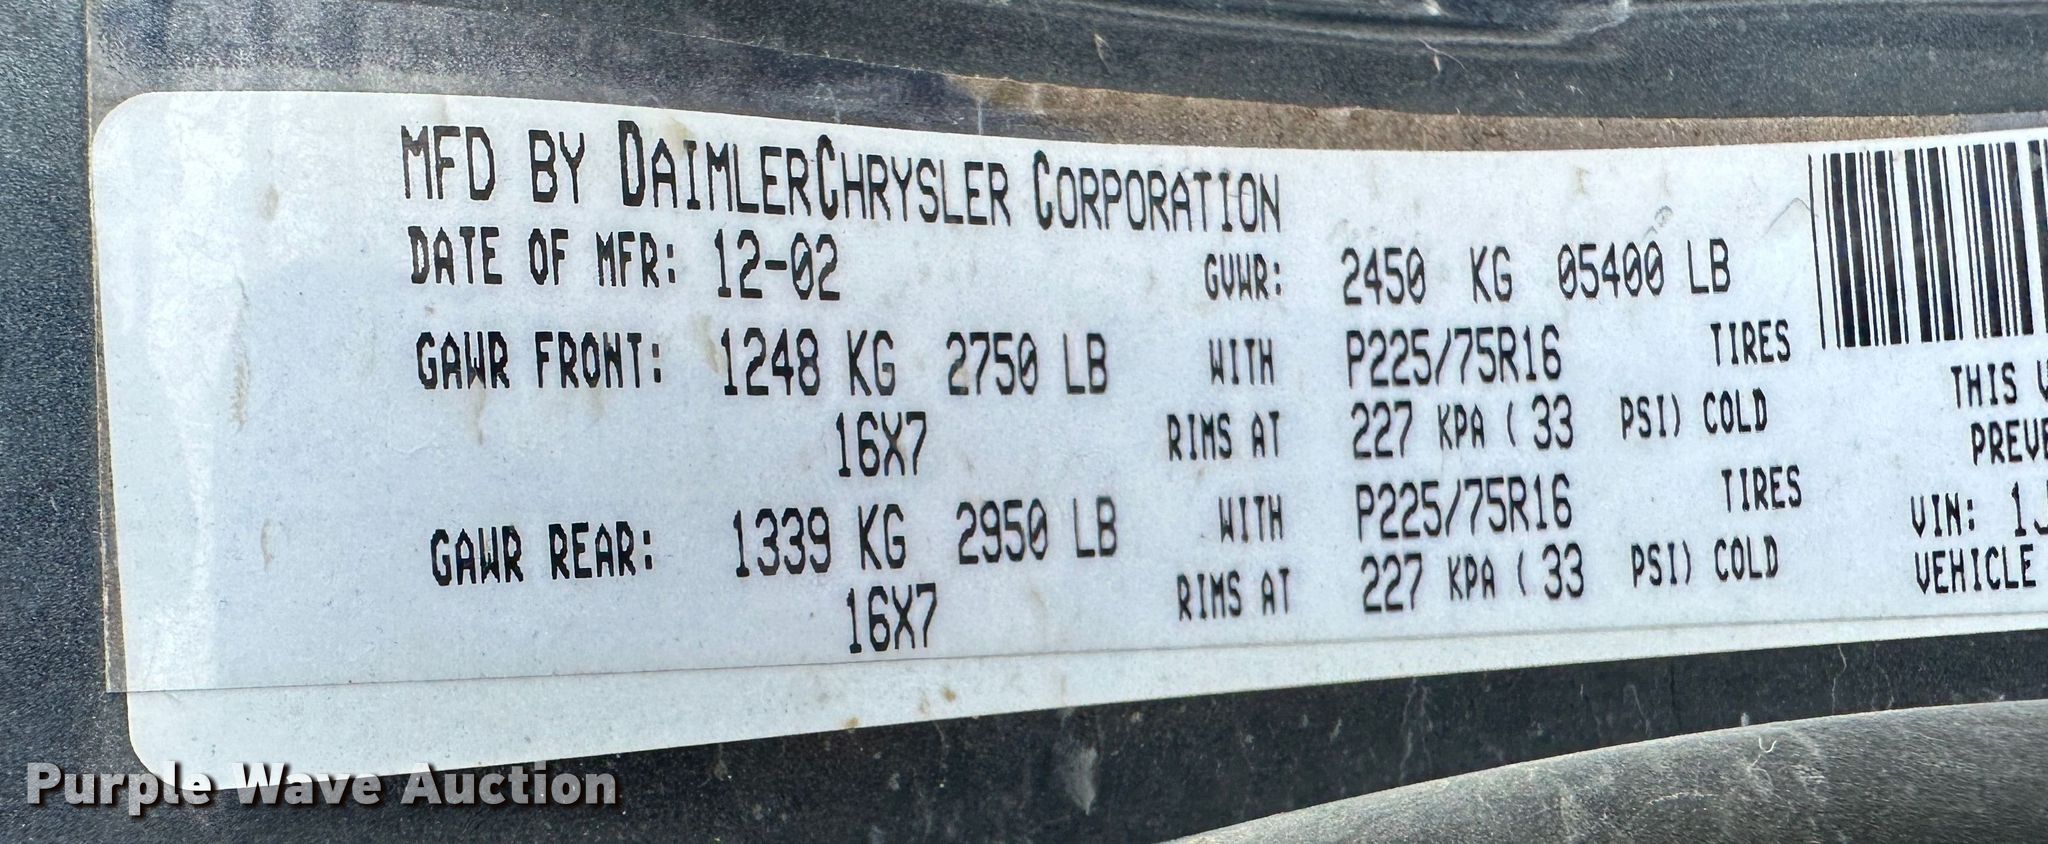 MFD BY DAIMLERCHRYSLER CORPORATION
DATE OF MFR: 12-02 GVWR: 2450 KG 05400 LB
GAWR FRONT: 1248 KG 2750 LB WITH P225/75R16 TIRES
16X7 RIMS AT 227 KPA ( 33 PSI) COLD
GAWR REAR: 1339 KG 2950 LB WITH P225/75R16 TIRES
16X7 RIMS AT 227 KPA ( 33 PSI) COLD
THIS
VIN: 1J
VEHICLE
Purple Wave Auction